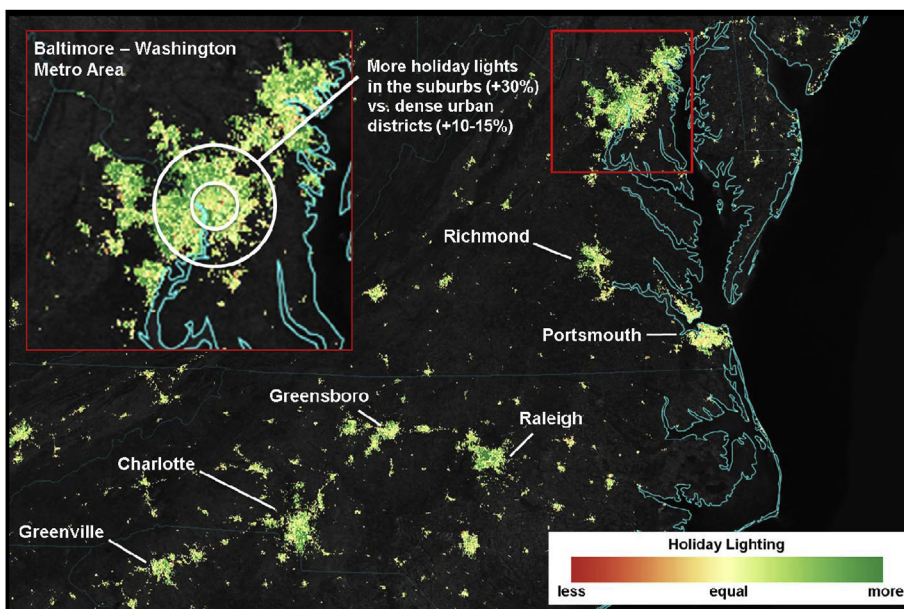 Baltimore – Washington
Metro Area
More holiday lights
in the suburbs (+30%)
vs. dense urban
districts (+10-15%)
Richmond
Portsmouth
Greensboro
Raleigh
Charlotte
Greenville
Holiday Lighting
less equal more